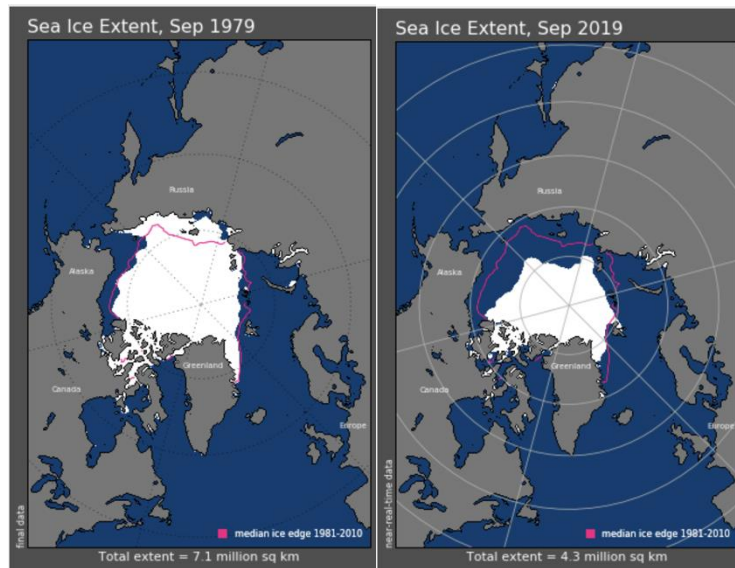 Sea Ice Extent, Sep 1979
Russia
Alaska
Greenland
Canada
Europe
final data
median ice edge 1981-2010
Total extent = 7.1 million sq km
Sea Ice Extent, Sep 2019
Russia
Alaska
Greenland
Canada
Europe
near-real-time data
median ice edge 1981-2010
Total extent = 4.3 million sq km